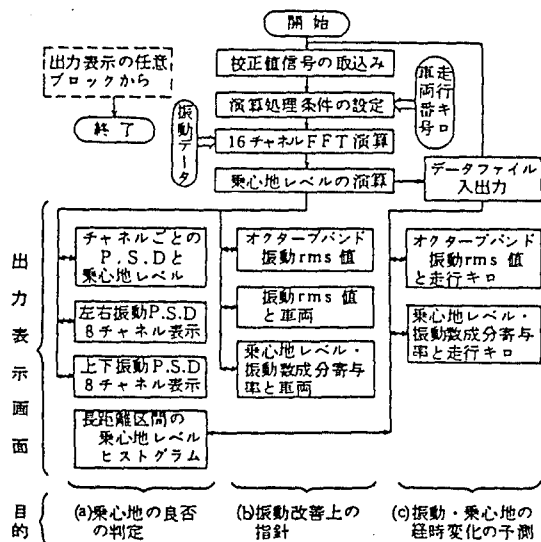 開始
出力表示の任意
ブロックから
終了
校正値信号の取込み
演算処理条件の設定
走行キロ
車両番号
振動データ
16チャネルFFT演算
乗心地レベルの演算
データファイル
入出力
出力表示画面
チャネルごとの
P.S.Dと
乗心地レベル
左右振動P.S.D
8チャネル表示
上下振動P.S.D
8チャネル表示
長距離区間の
乗心地レベル
ヒストグラム
オクターブバンド
振動rms値
振動rms値
と車両
乗心地レベル・
振動数成分寄与
率と車両
オクターブバンド
振動rms値
と走行キロ
乗心地レベル・
振動数成分寄与
率と走行キロ
目的
(a)乗心地の良否
の判定
(b)振動改善上の
指針
(c)振動・乗心地の
経時変化の予測